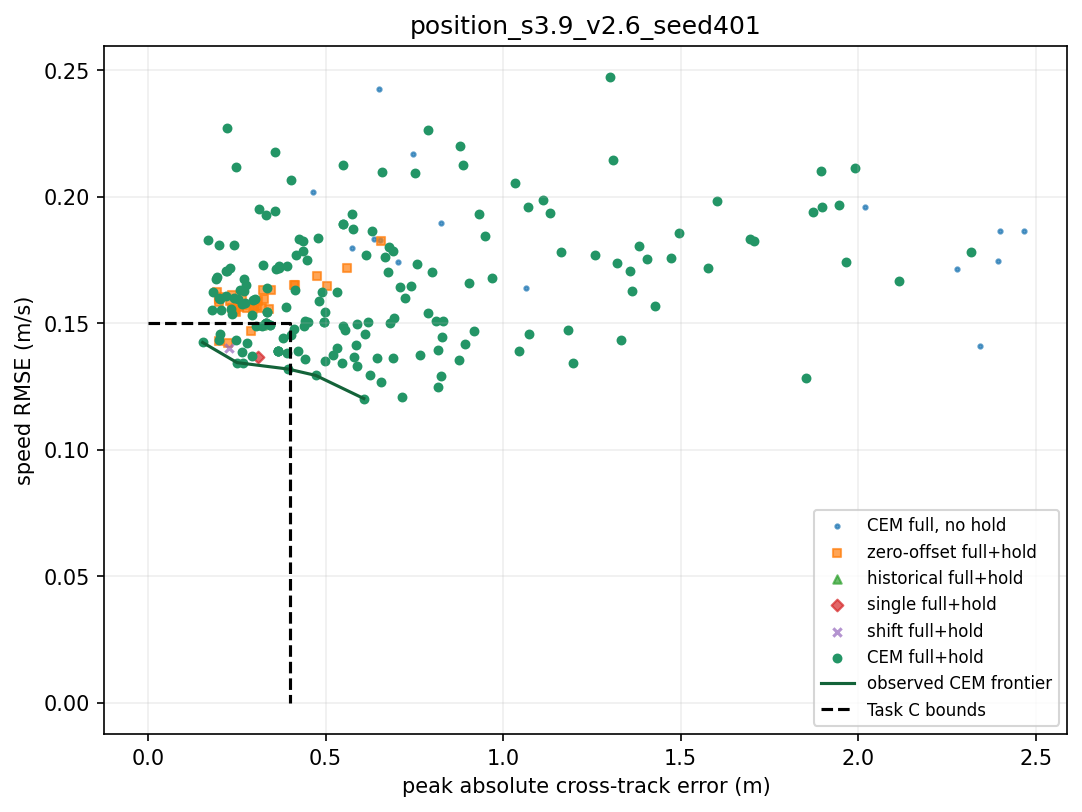 position_s3.9_v2.6_seed401
0.25
0.20
0.15
0.10
0.05
0.00
speed RMSE (m/s)
0.0
0.5
1.0
1.5
2.0
2.5
peak absolute cross-track error (m)
CEM full, no hold
zero-offset full+hold
historical full+hold
single full+hold
shift full+hold
CEM full+hold
observed CEM frontier
Task C bounds